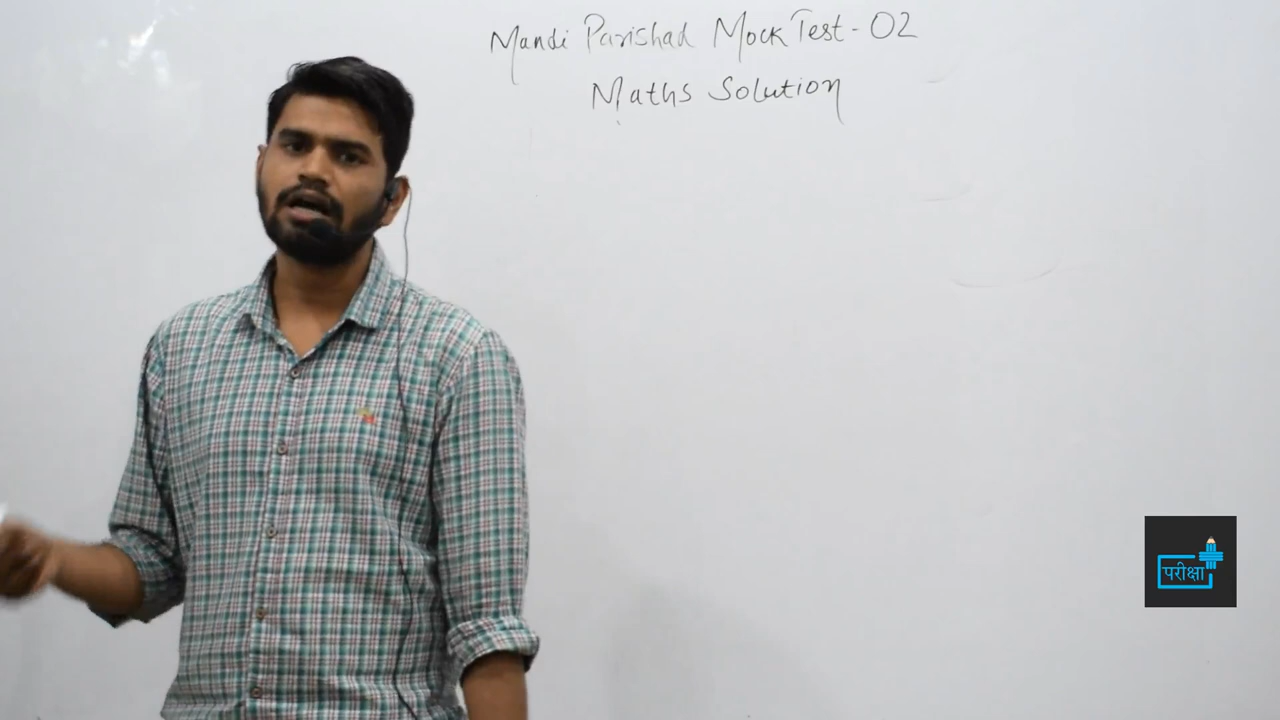 Mandi Parishad Mock Test - 02
Maths Solution
परीक्षा